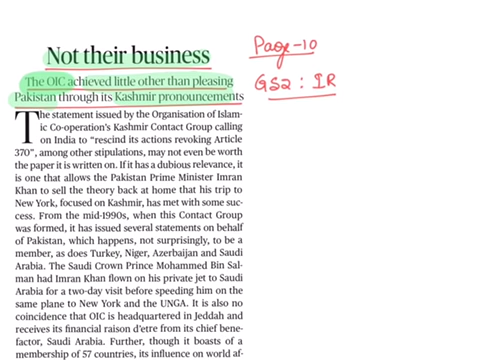 Not their business
Page-10
The OIC achieved little other than pleasing
GS2 : IR
Pakistan through its Kashmir pronouncements
The statement issued by the Organisation of Islam-
ic Co-operation's Kashmir Contact Group calling
on India to "rescind its actions revoking Article
370", among other stipulations, may not even be worth
the paper it is written on. If it has a dubious relevance, it
is one that allows the Pakistan Prime Minister Imran
Khan to sell the theory back at home that his trip to
New York, focused on Kashmir, has met with some suc-
cess. From the mid-1990s, when this Contact Group
was formed, it has issued several statements on behalf
of Pakistan, which happens, not surprisingly, to be a
member, as does Turkey, Niger, Azerbaijan and Saudi
Arabia. The Saudi Crown Prince Mohammed Bin Sal-
man had Imran Khan flown on his private jet to Saudi
Arabia for a two-day visit before speeding him on the
same plane to New York and the UNGA. It is also no
coincidence that OIC is headquartered in Jeddah and
receives its financial raison d'etre from its chief bene-
factor, Saudi Arabia. Further, though it boasts of a
membership of 57 countries, its influence on world af-